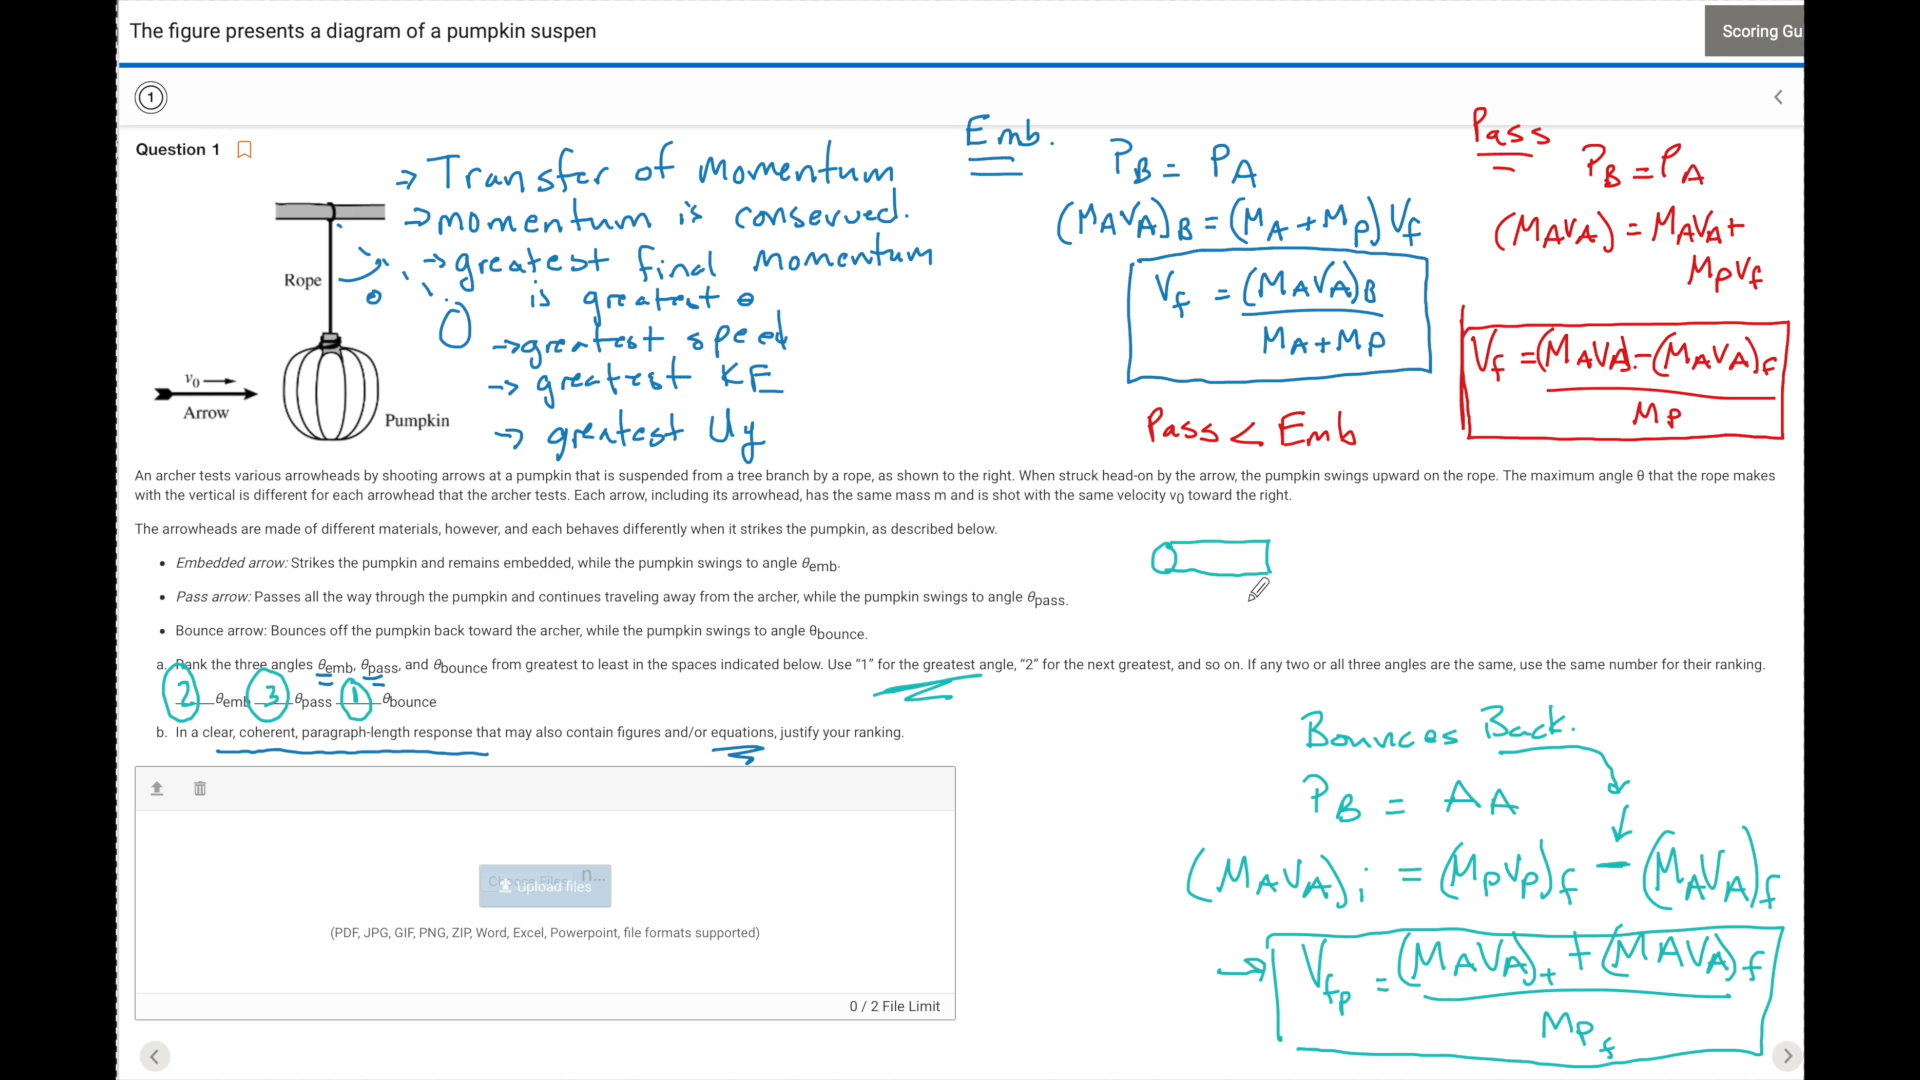 The figure presents a diagram of a pumpkin suspen
Scoring Gu
1
Question 1
→ Transfer of Momentum
→ momentum is conserved.
→ greatest final momentum
is greatest θ
→ greatest speed
→ greatest KE
→ greatest Ug
Rope
θ
v0 →
Arrow
Pumpkin
Emb.
PB = PA
(MAVA)B = (MA + MP) Vf
Vf = (MAVA)B
MA + MP
Pass < Emb
Pass
PB = PA
(MAVA) = MAVA +
MPVf
Vf = (MAVA)i - (MAVA)f
MP
An archer tests various arrowheads by shooting arrows at a pumpkin that is suspended from a tree branch by a rope, as shown to the right. When struck head-on by the arrow, the pumpkin swings upward on the rope. The maximum angle θ that the rope makes
with the vertical is different for each arrowhead that the archer tests. Each arrow, including its arrowhead, has the same mass m and is shot with the same velocity v0 toward the right.
The arrowheads are made of different materials, however, and each behaves differently when it strikes the pumpkin, as described below.
• Embedded arrow: Strikes the pumpkin and remains embedded, while the pumpkin swings to angle θemb.
• Pass arrow: Passes all the way through the pumpkin and continues traveling away from the archer, while the pumpkin swings to angle θpass.
• Bounce arrow: Bounces off the pumpkin back toward the archer, while the pumpkin swings to angle θbounce.
a. Rank the three angles θemb, θpass, and θbounce from greatest to least in the spaces indicated below. Use “1” for the greatest angle, “2” for the next greatest, and so on. If any two or all three angles are the same, use the same number for their ranking.
2 θemb 3 θpass 1 θbounce
b. In a clear, coherent, paragraph-length response that may also contain figures and/or equations, justify your ranking.
Upload files
(PDF, JPG, GIF, PNG, ZIP, Word, Excel, Powerpoint, file formats supported)
0 / 2 File Limit
Bounces Back.
PB = AA
(MAVA)i = (MPVP)f - (MAVA)f
→ Vfp = (MAVA)+ + (MAVA)f
MPf